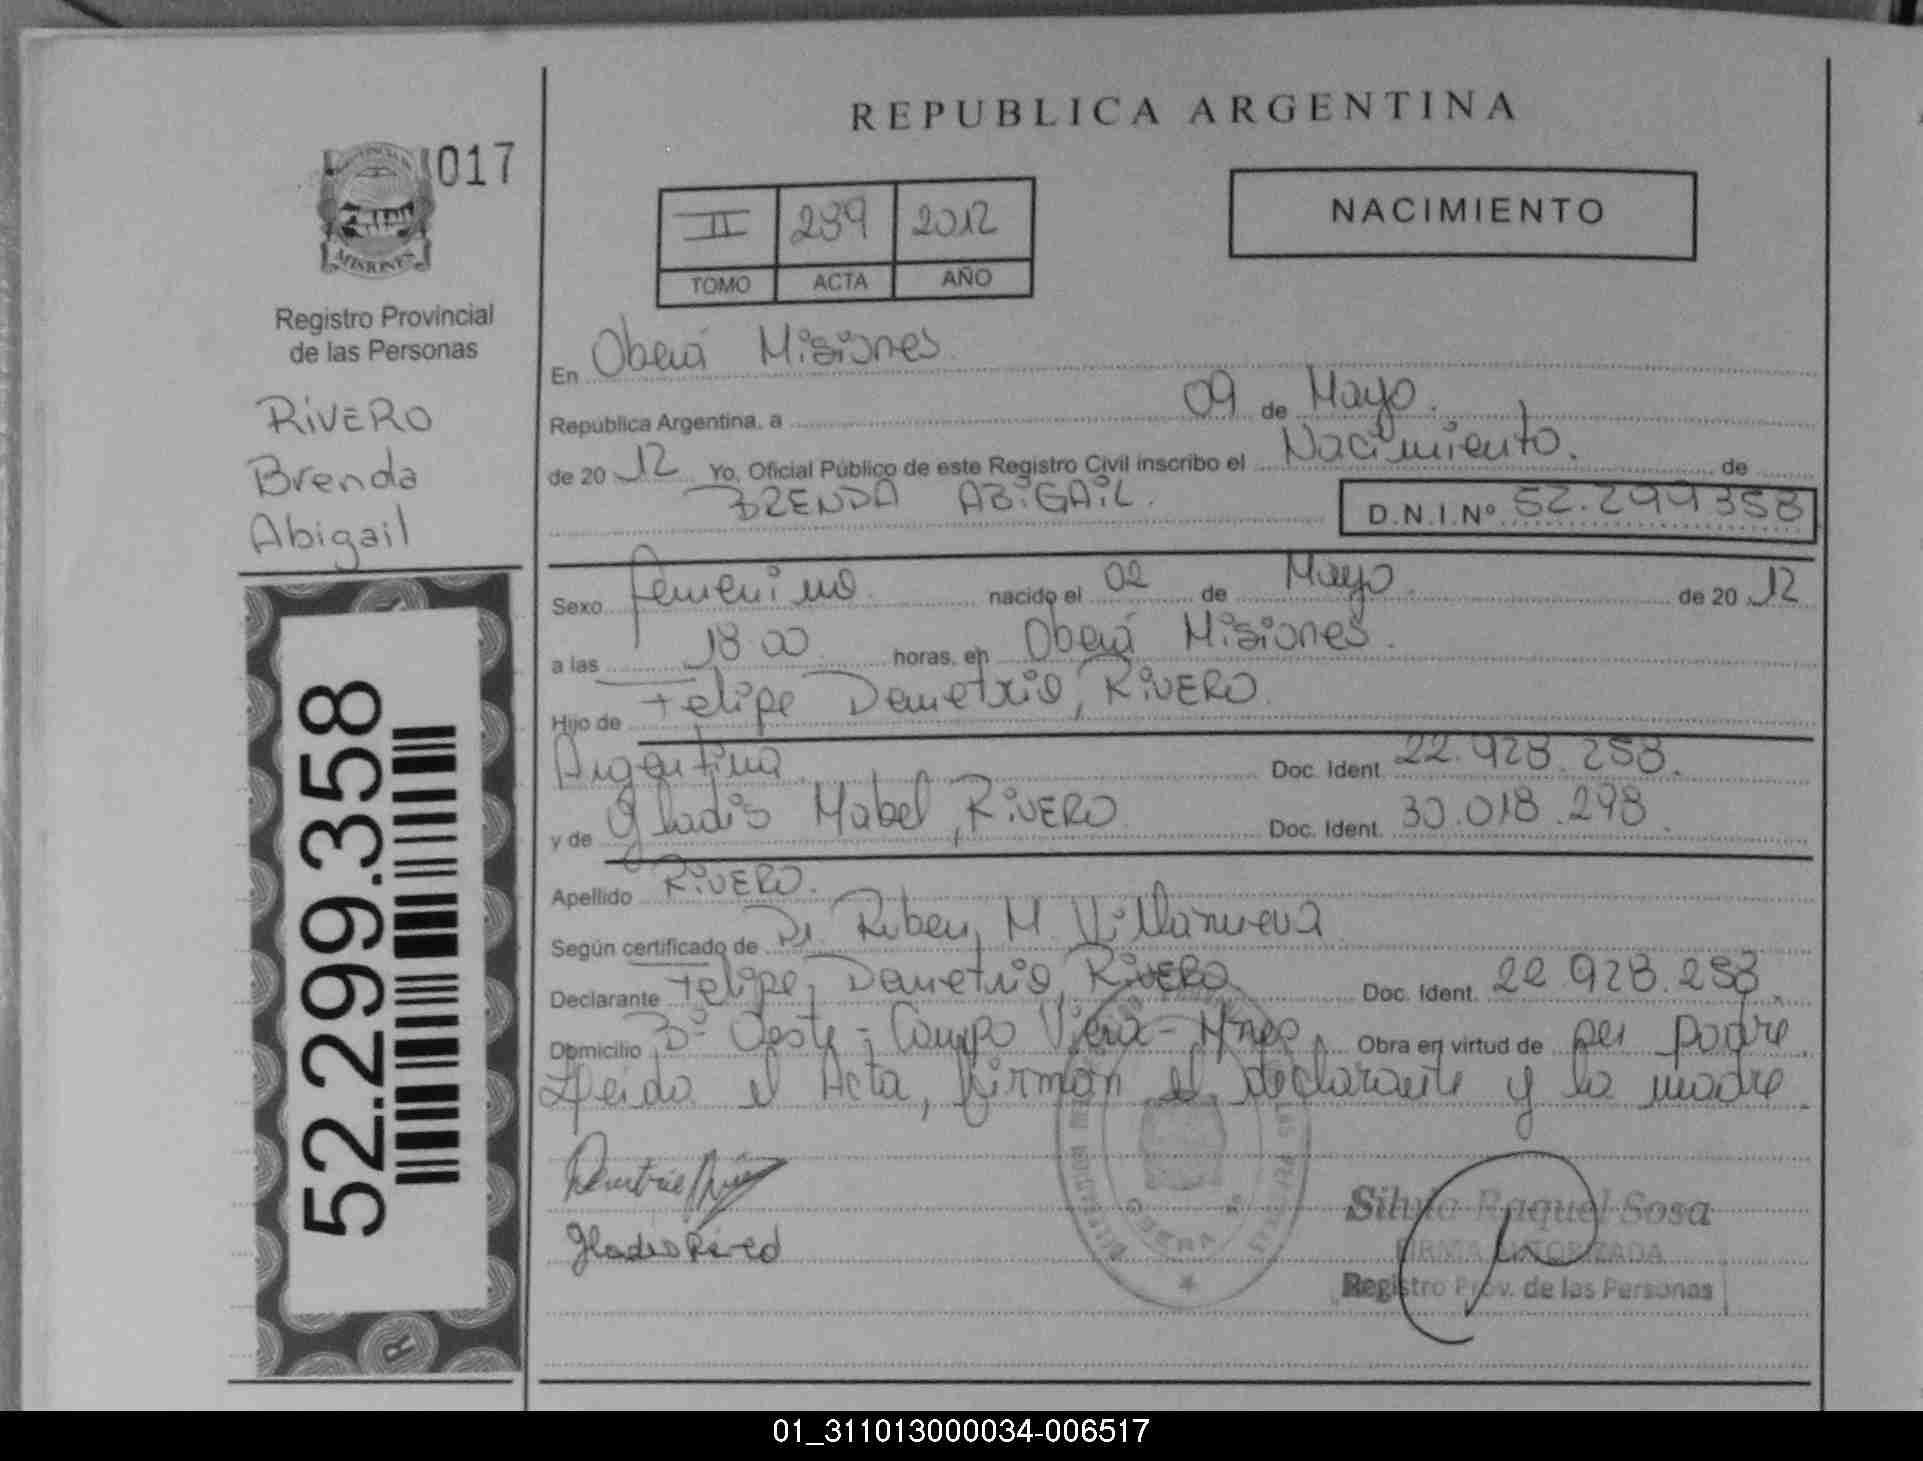 REPUBLICA ARGENTINA
017
NACIMIENTO
II 239 2012
TOMO ACTA AÑO
MISIONES
Registro Provincial
de las Personas
RIVERO
Brenda
Abigail
52.299.358
R
En Oberá Misiones.
República Argentina, a 09 de Mayo.
de 20 12 Yo, Oficial Público de este Registro Civil inscribo el Nacimiento. de
BRENDA ABIGAIL. D.N.I.Nº 52.299358
Sexo femenino. nacido el 02 de Mayo. de 20 12
a las 18.00 horas, en Oberá Misiones.
Hijo de Felipe Demetrio, RIVERO.
Argentina Doc. Ident. 22.928.258.
y de Gladis Mabel, RIVERO Doc. Ident. 30.018.298.
Apellido RIVERO.
Según certificado de Dr. Ruben, M. Villanueva
Declarante Felipe, Demetrio, RIVERO Doc. Ident. 22.928.258.
Domicilio Bº Oeste - Campo Viera - Mnes. Obra en virtud de ser padre.
Leida el Acta, firman el declarante y la madre.
Silvia Raquel Sosa
FIRMA AUTORIZADA
Registro Prov. de las Personas
OBERA
01_311013000034-006517